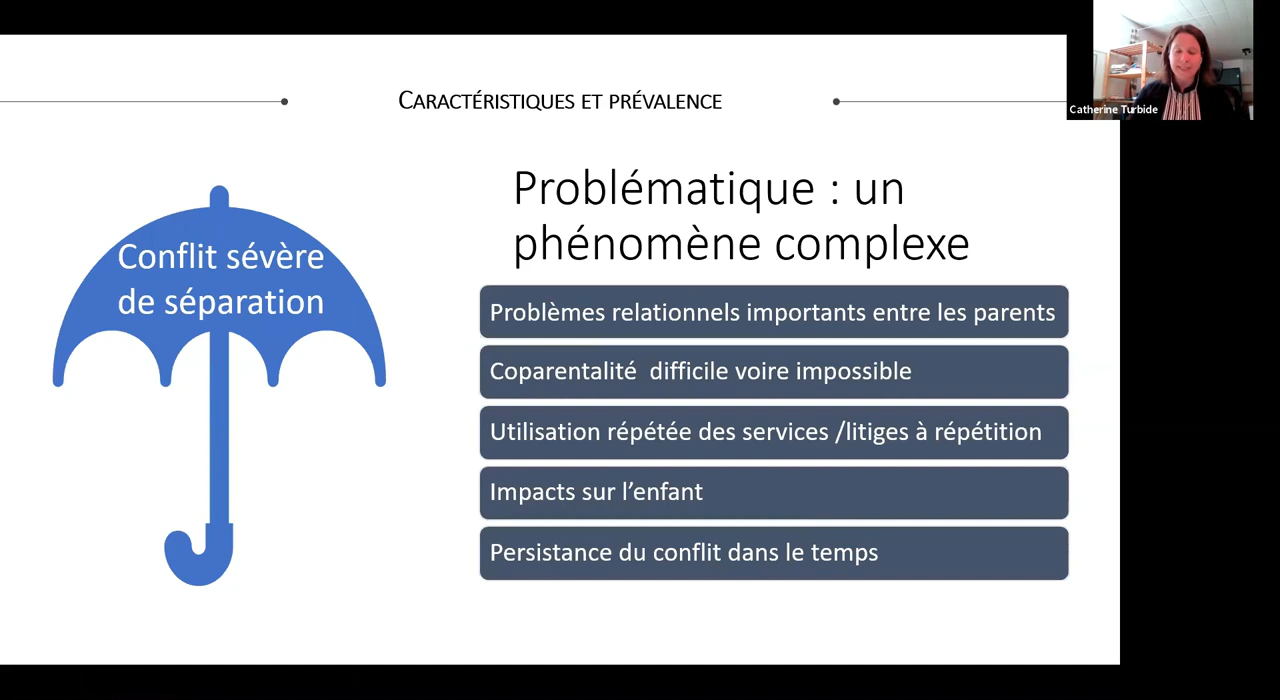 CARACTÉRISTIQUES ET PRÉVALENCE
Catherine Turbide
Conflit sévère
de séparation
Problématique : un
phénomène complexe
Problèmes relationnels importants entre les parents
Coparentalité  difficile voire impossible
Utilisation répétée des services /litiges à répétition
Impacts sur l’enfant
Persistance du conflit dans le temps